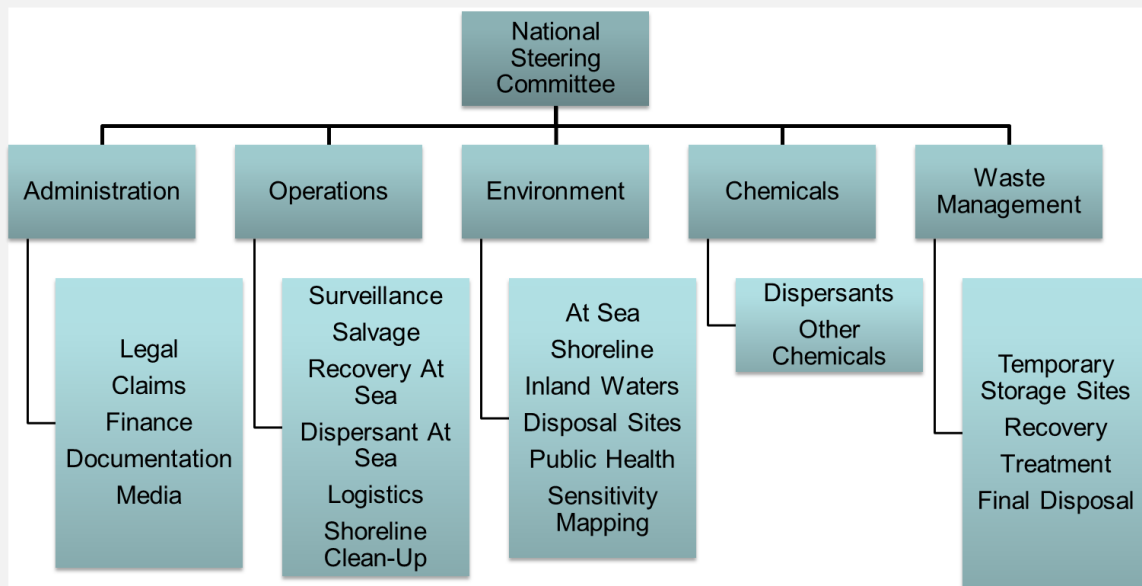 National
Steering
Committee
Administration
Operations
Environment
Chemicals
Waste
Management
Legal
Claims
Finance
Documentation
Media
Surveillance
Salvage
Recovery At
Sea
Dispersant At
Sea
Logistics
Shoreline
Clean-Up
At Sea
Shoreline
Inland Waters
Disposal Sites
Public Health
Sensitivity
Mapping
Dispersants
Other
Chemicals
Temporary
Storage Sites
Recovery
Treatment
Final Disposal